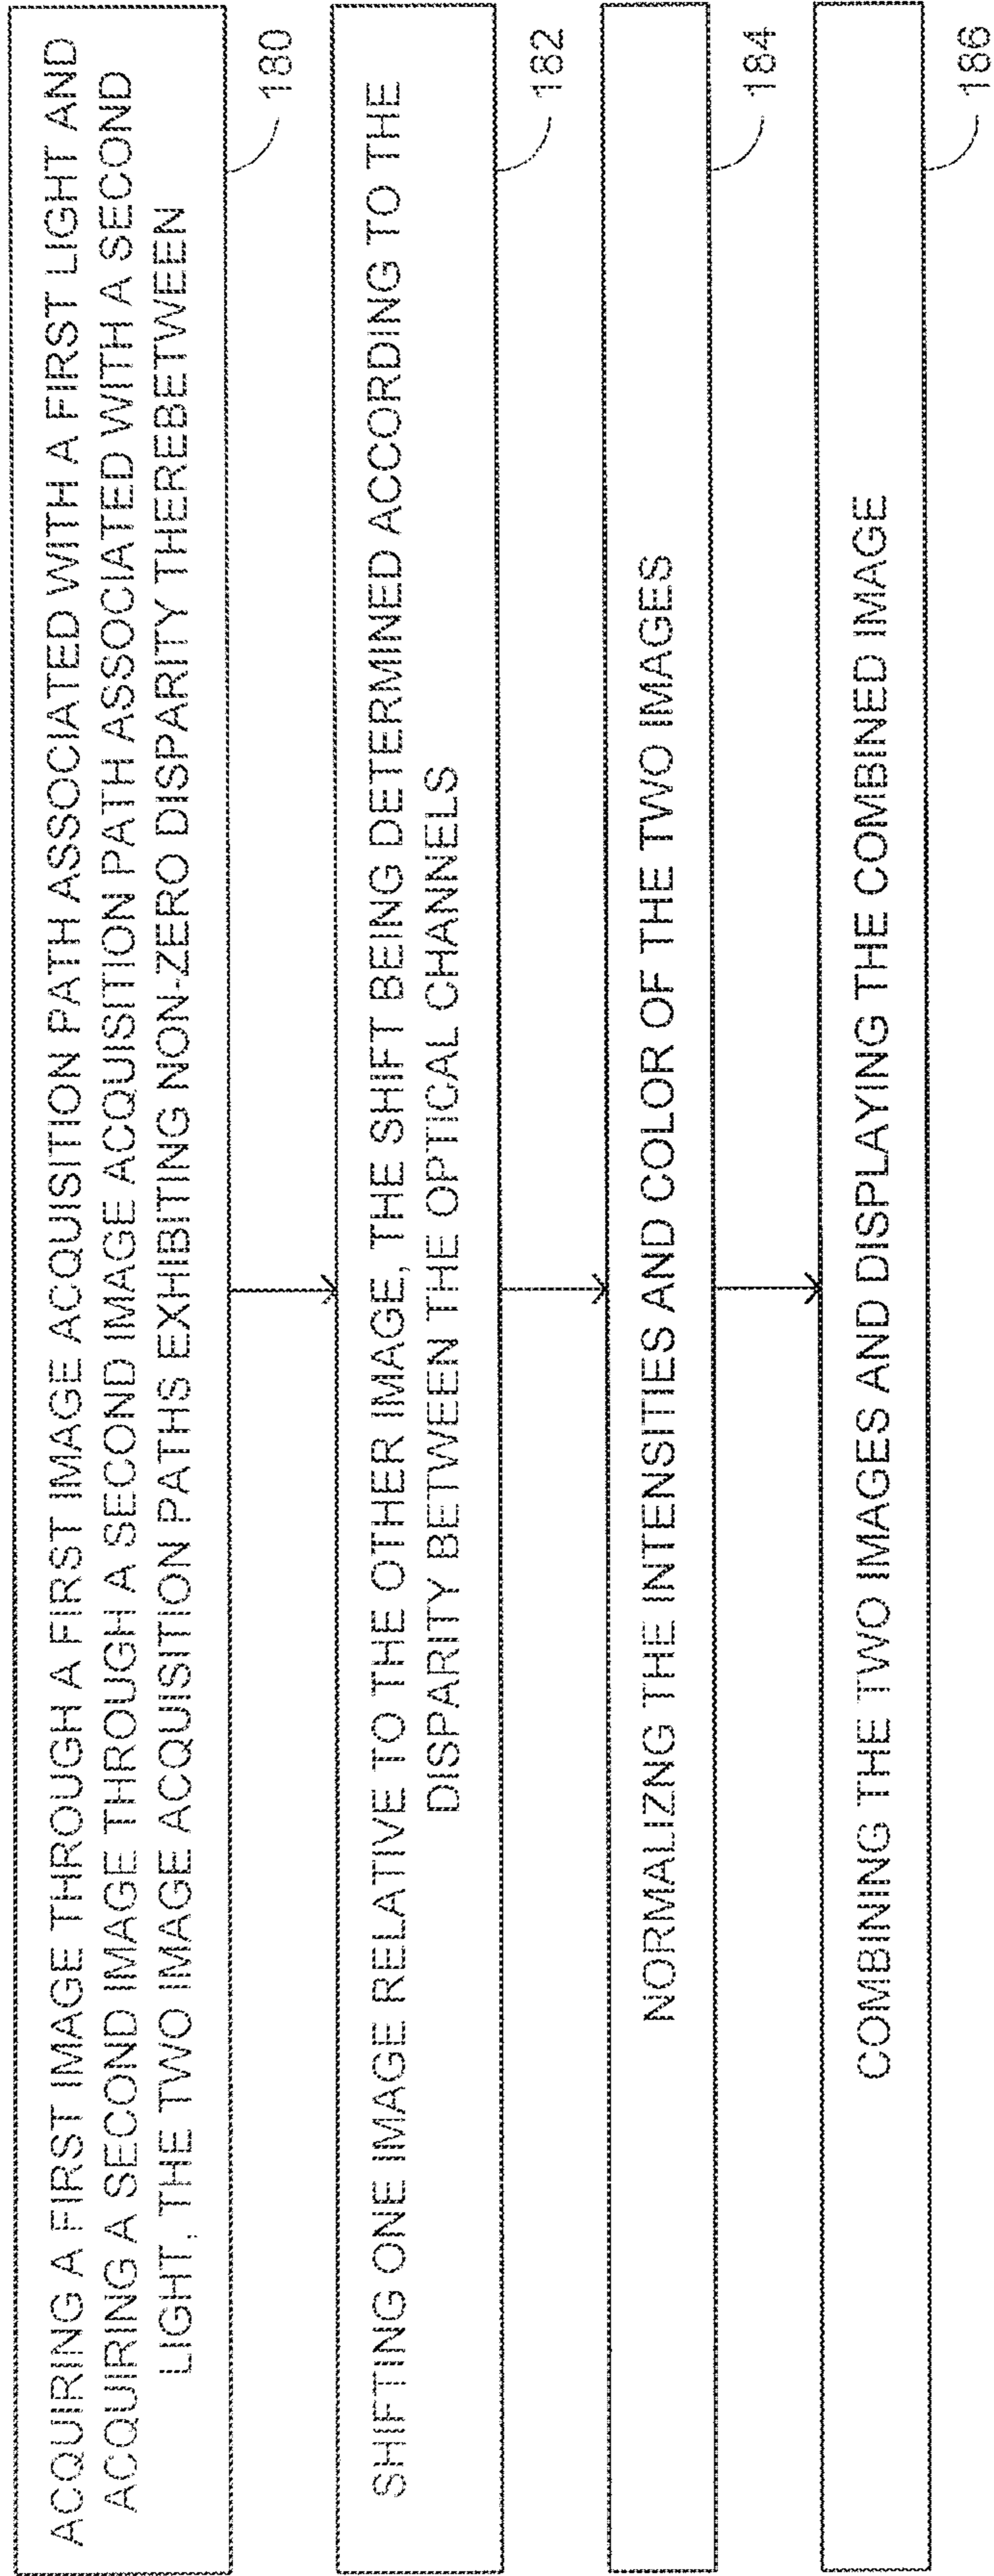 ACQUIRING A FIRST IMAGE THROUGH A FIRST IMAGE ACQUISITION PATH ASSOCIATED WITH A FIRST LIGHT AND
ACQUIRING A SECOND IMAGE THROUGH A SECOND IMAGE ACQUISITION PATH ASSOCIATED WITH A SECOND
LIGHT, THE TWO IMAGE ACQUISITION PATHS EXHIBITING NON-ZERO DISPARITY THEREBETWEEN
180
SHIFTING ONE IMAGE RELATIVE TO THE OTHER IMAGE, THE SHIFT BEING DETERMINED ACCORDING TO THE
DISPARITY BETWEEN THE OPTICAL CHANNELS
182
NORMALIZNG THE INTENSITIES AND COLOR OF THE TWO IMAGES
184
COMBINING THE TWO IMAGES AND DISPLAYING THE COMBINED IMAGE
186